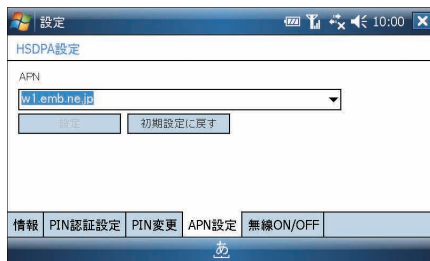 設定 10:00
HSDPA設定
APN
w1.emb.ne.jp
設定 初期設定に戻す
情報 PIN認証設定 PIN変更 APN設定 無線ON/OFF
あ